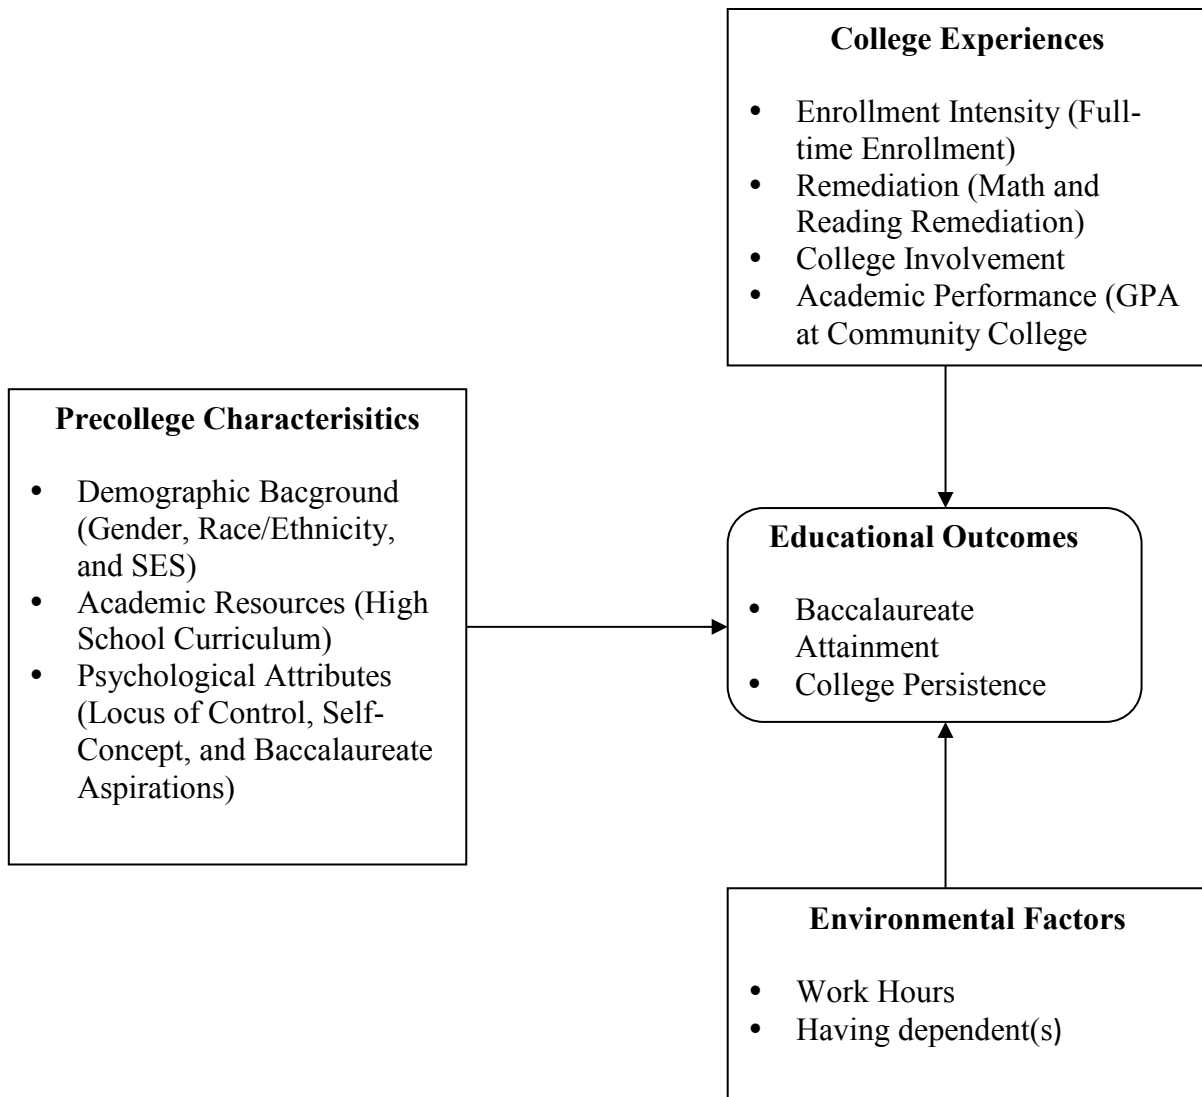 College Experiences
• Enrollment Intensity (Full-
time Enrollment)
• Remediation (Math and
Reading Remediation)
• College Involvement
• Academic Performance (GPA
at Community College
Precollege Characterisitics
• Demographic Bacground
(Gender, Race/Ethnicity,
and SES)
• Academic Resources (High
School Curriculum)
• Psychological Attributes
(Locus of Control, Self-
Concept, and Baccalaureate
Aspirations)
Educational Outcomes
• Baccalaureate
Attainment
• College Persistence
Environmental Factors
• Work Hours
• Having dependent(s)